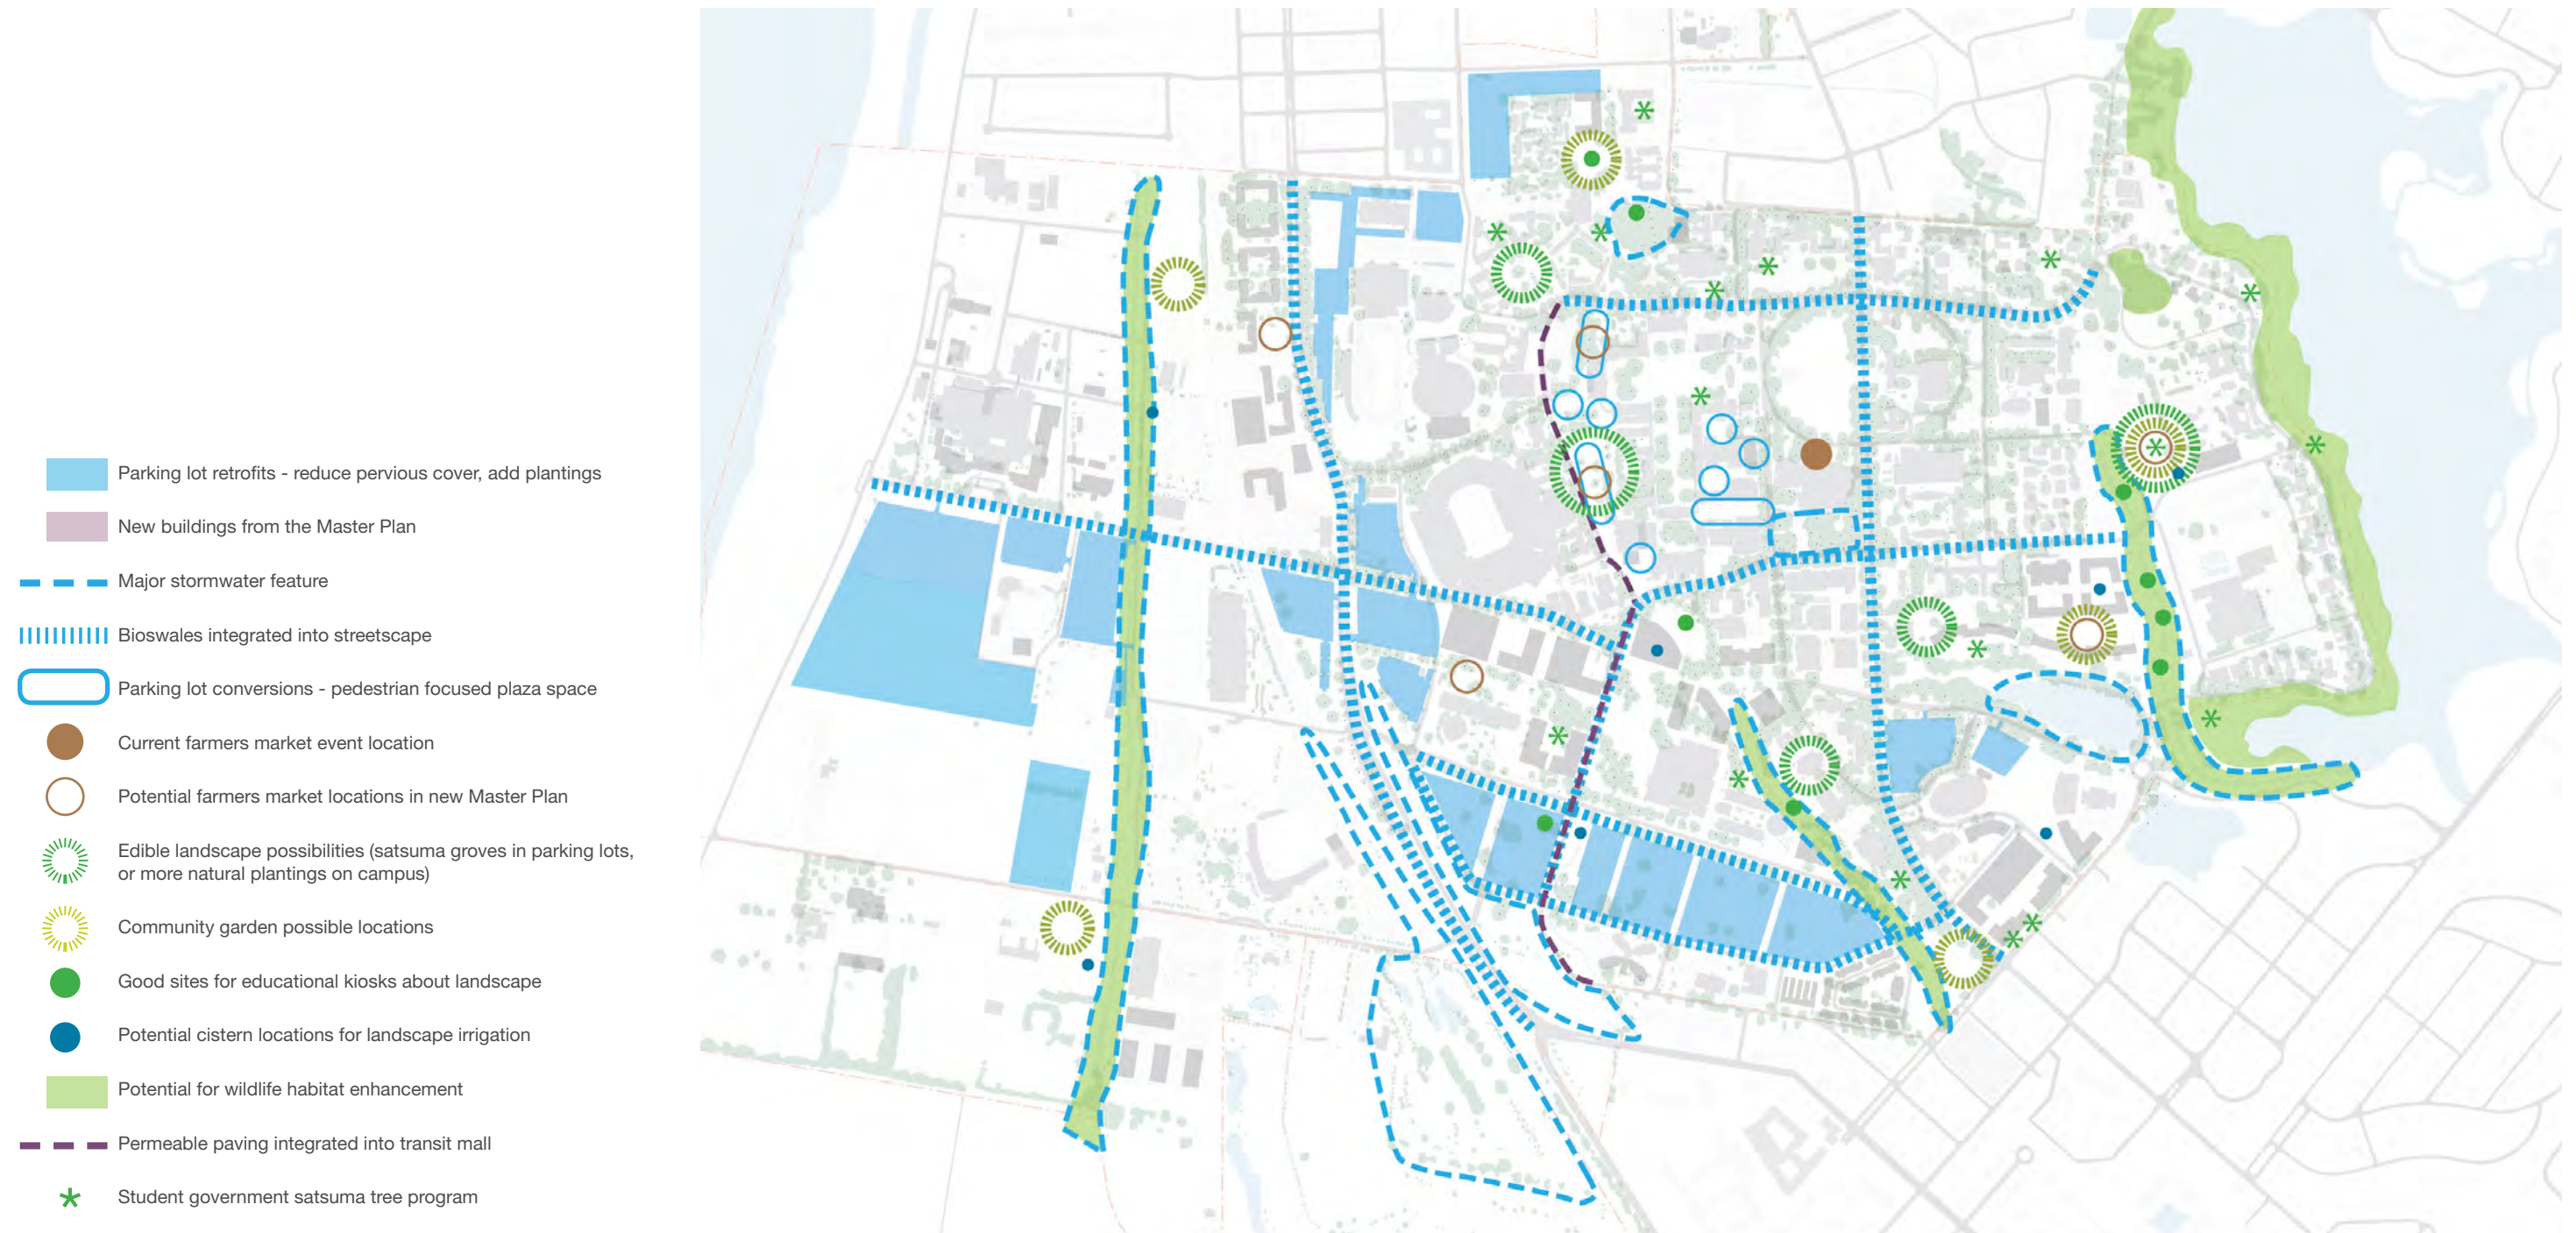 Parking lot retrofits - reduce pervious cover, add plantings
New buildings from the Master Plan
Major stormwater feature
Bioswales integrated into streetscape
Parking lot conversions - pedestrian focused plaza space
Current farmers market event location
Potential farmers market locations in new Master Plan
Edible landscape possibilities (satsuma groves in parking lots,
or more natural plantings on campus)
Community garden possible locations
Good sites for educational kiosks about landscape
Potential cistern locations for landscape irrigation
Potential for wildlife habitat enhancement
Permeable paving integrated into transit mall
Student government satsuma tree program